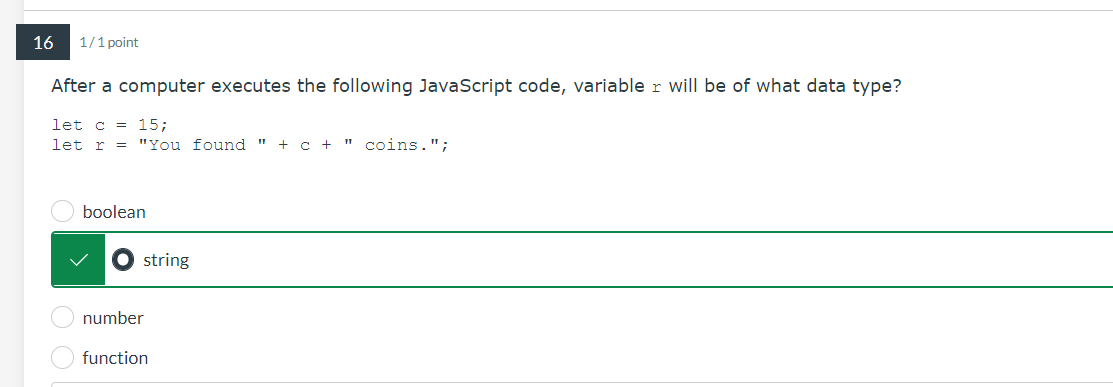 16
1 / 1 point
After a computer executes the following JavaScript code, variable r will be of what data type?
let c = 15;
let r = "You found " + c + " coins.";
boolean
string
number
function